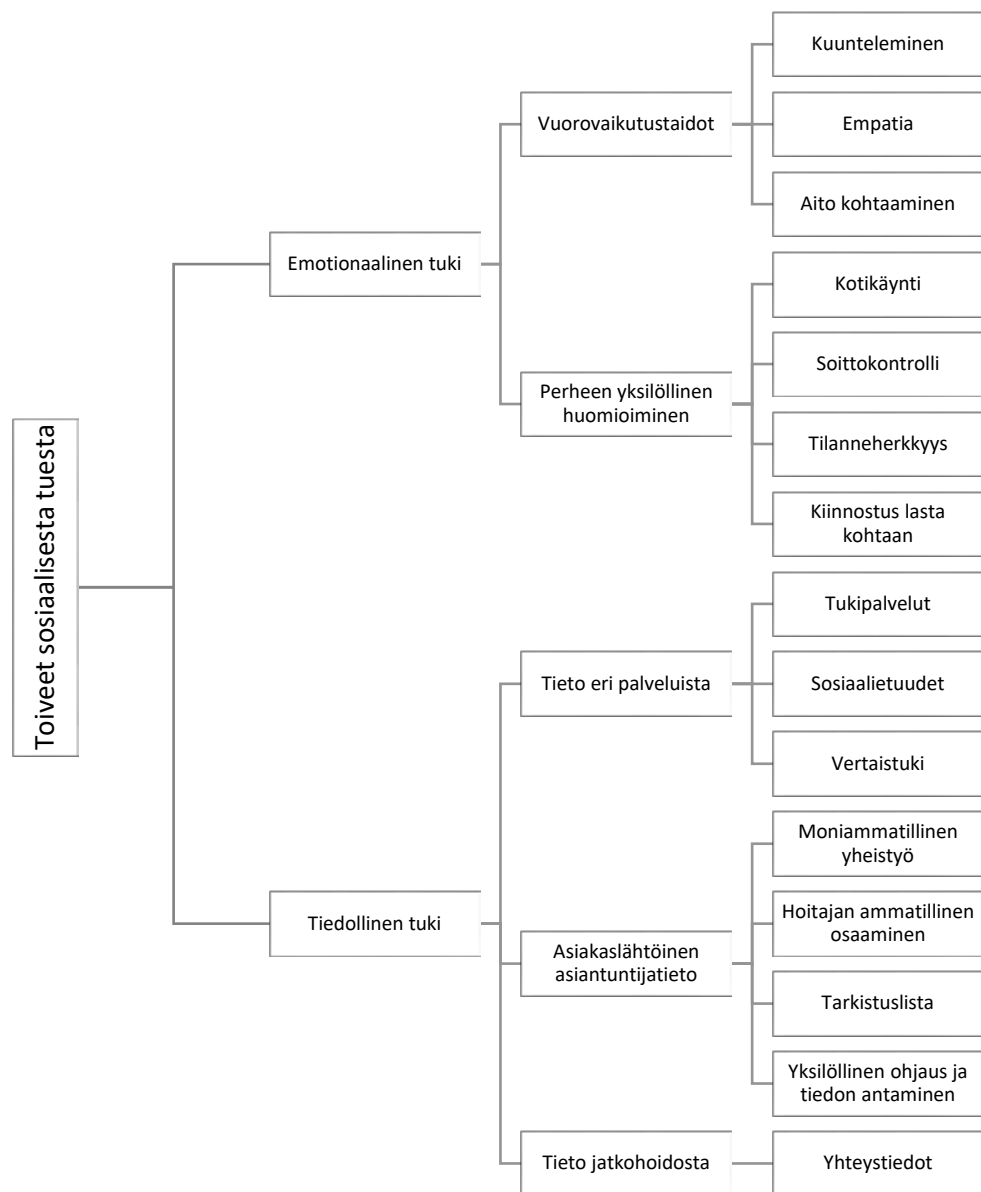 Toiveet sosiaalisesta tuesta
Emotionaalinen tuki
Vuorovaikutustaidot
Kuunteleminen
Empatia
Aito kohtaaminen
Perheen yksilöllinen
huomioiminen
Kotikäynti
Soittokontrolli
Tilanneherkkyys
Kiinnostus lasta
kohtaan
Tiedollinen tuki
Tieto eri palveluista
Tukipalvelut
Sosiaalietuudet
Vertaistuki
Asiakaslähtöinen
asiantuntijatieto
Moniammatillinen
yheistyö
Hoitajan ammatillinen
osaaminen
Tarkistuslista
Yksilöllinen ohjaus ja
tiedon antaminen
Tieto jatkohoidosta
Yhteystiedot